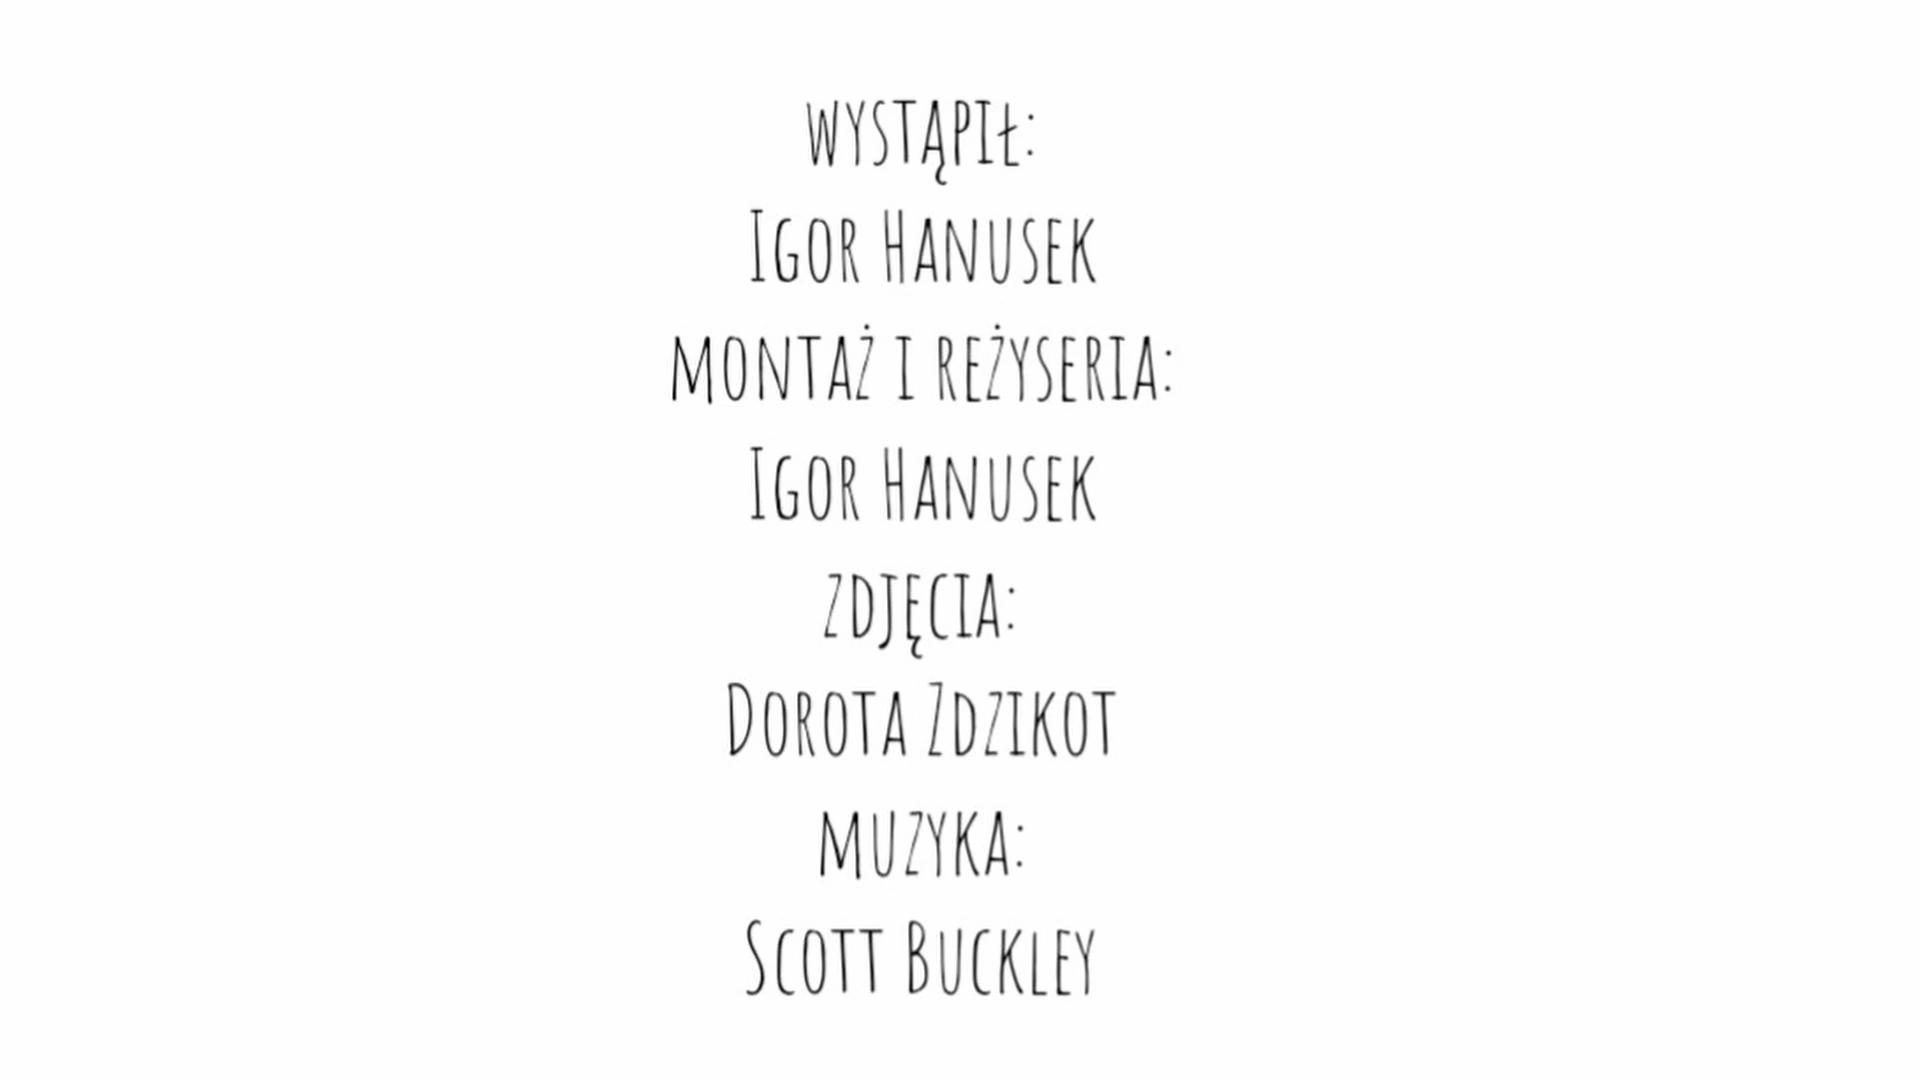 wystąpił:
Igor Hanusek
montaż i reżyseria:
Igor Hanusek
zdjęcia:
Dorota Zdzikot
muzyka:
Scott Buckley